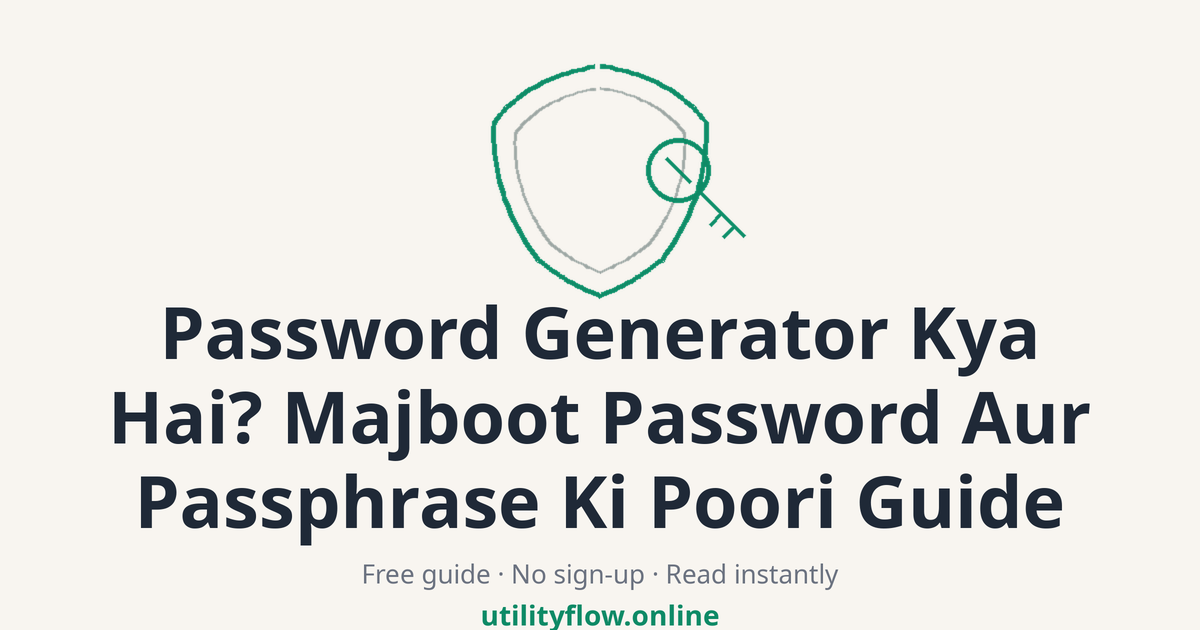 Password Generator Kya
Hai? Majboot Password Aur
Passphrase Ki Poori Guide
Free guide · No sign-up · Read instantly
utilityflow.online